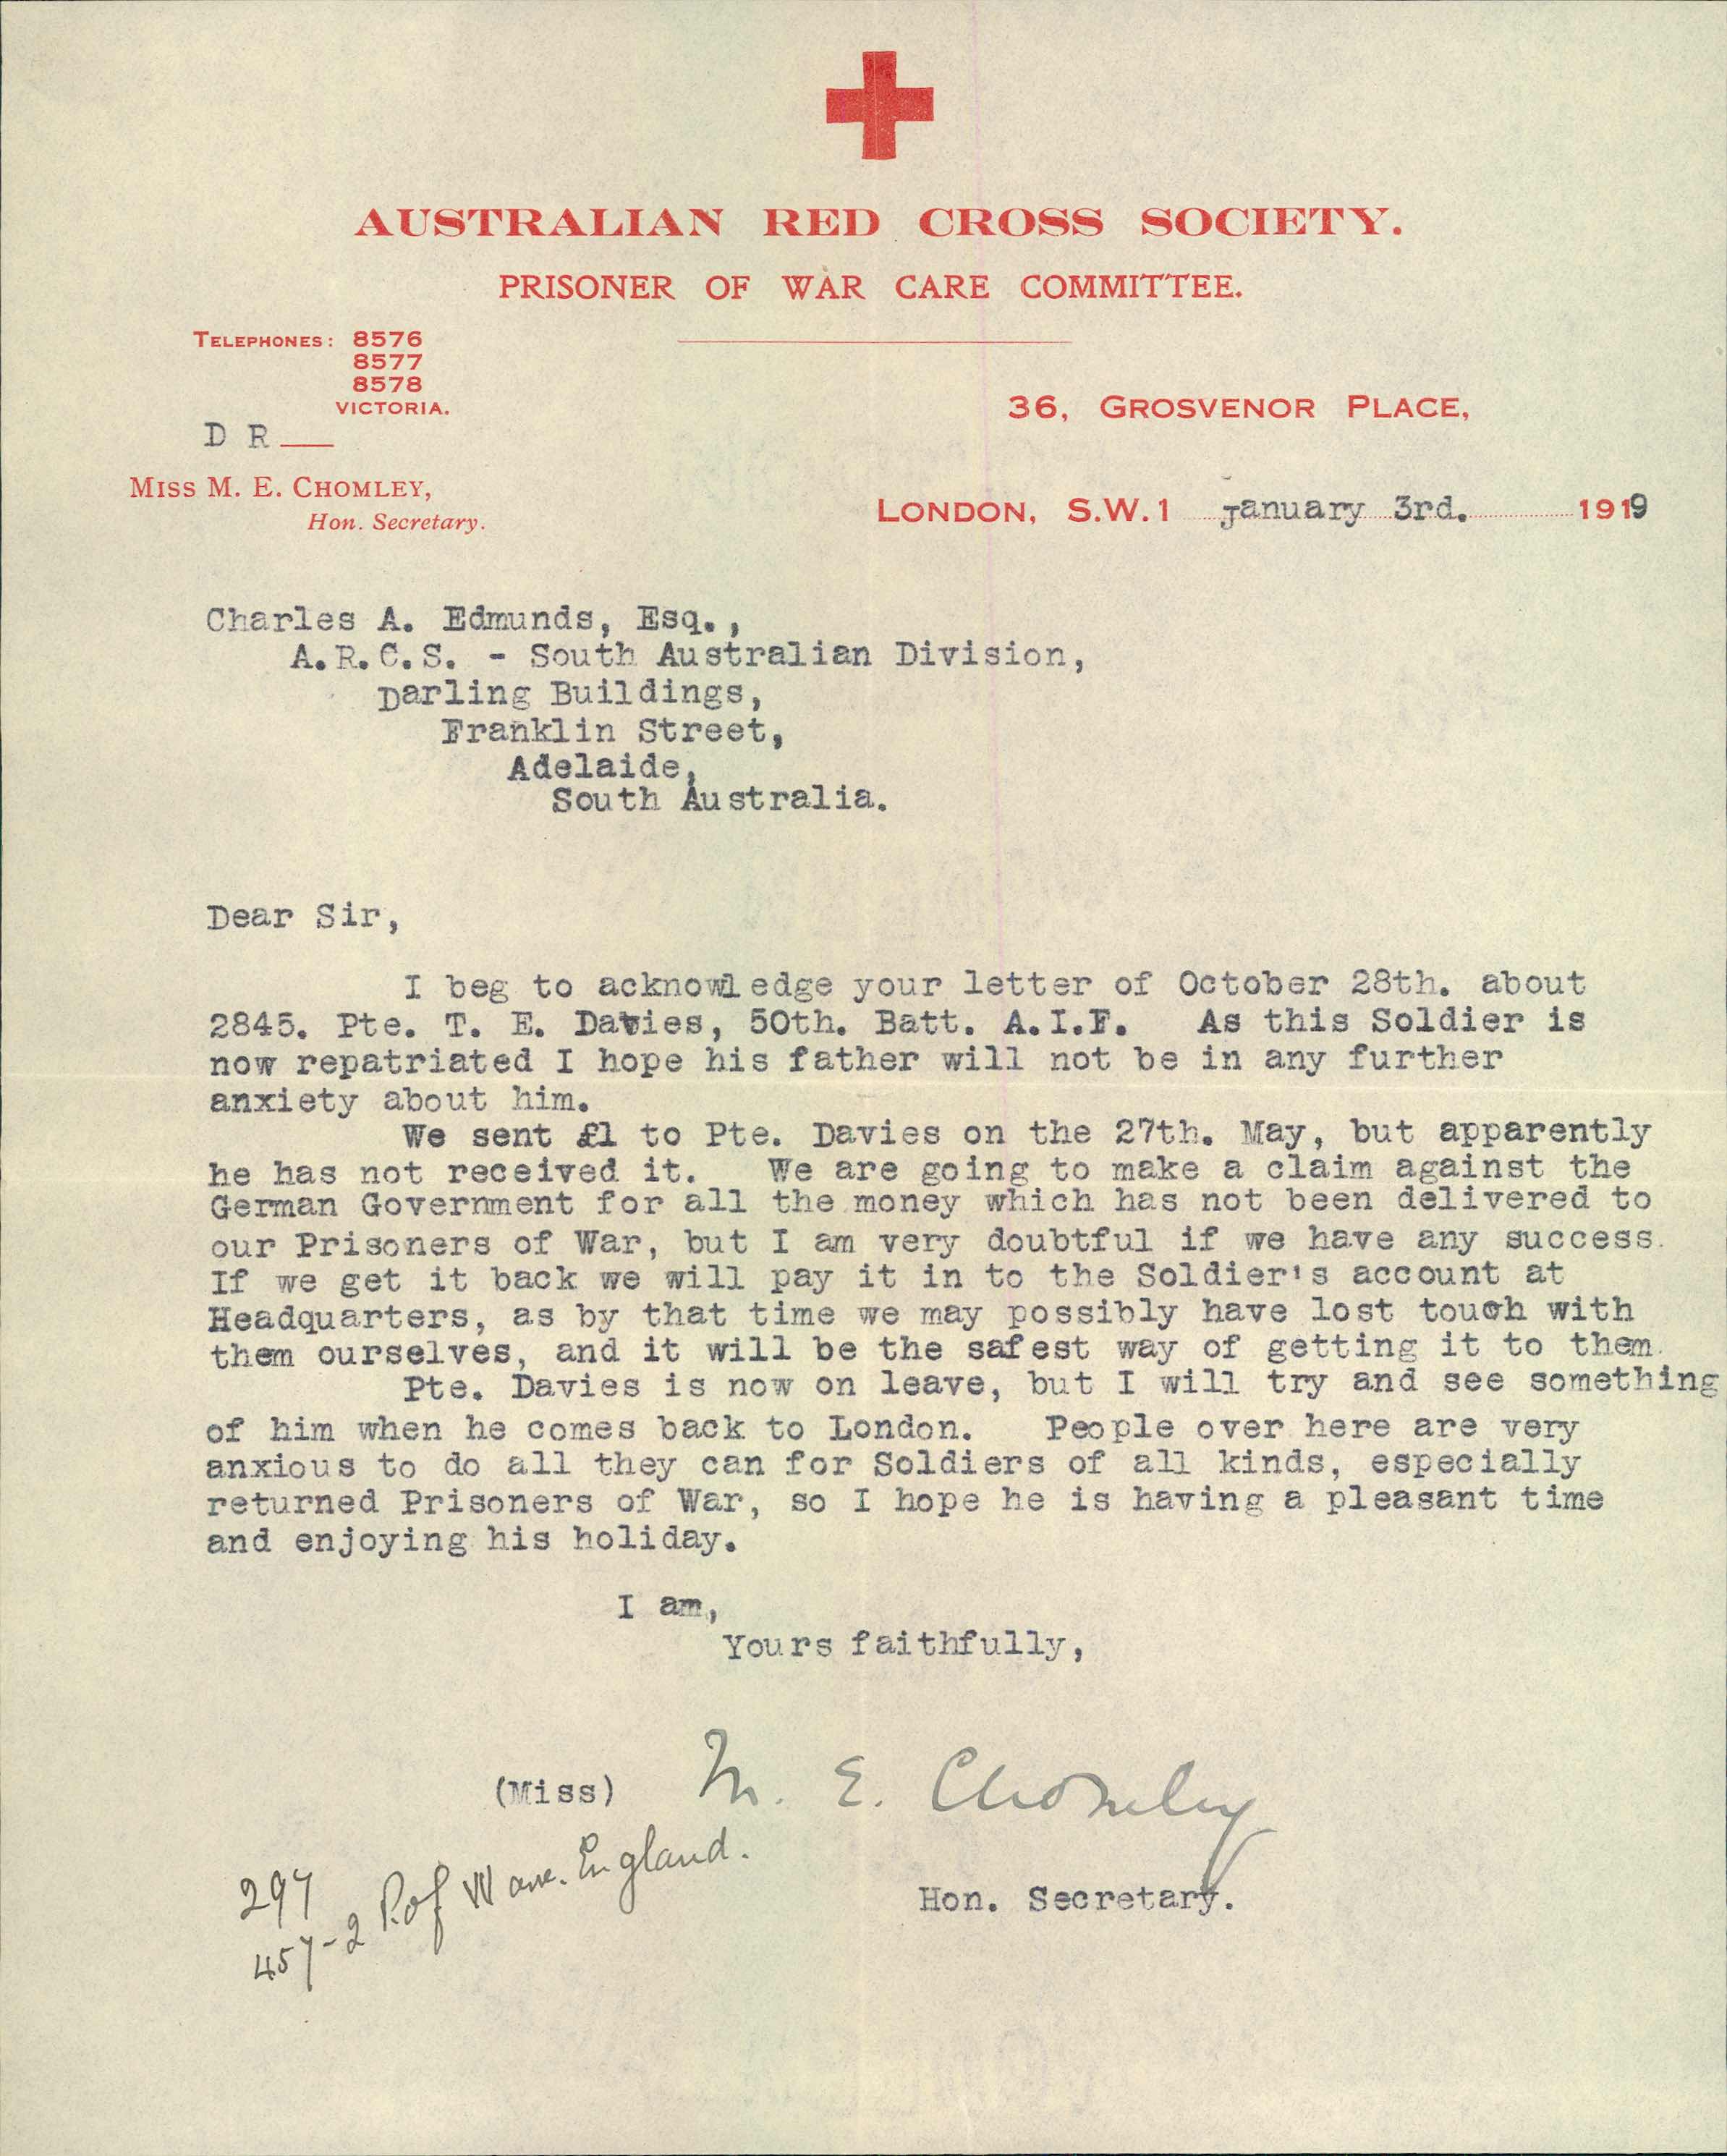 AUSTRALIAN RED CROSS SOCIETY.
PRISONER OF WAR CARE COMMITTEE.
TELEPHONES: 8576
8577
8578
VICTORIA.
36, GROSVENOR PLACE,
D R
MISS M. E. CHOMLEY,
Hon. Secretary.
LONDON, S.W.1 January 3rd. 1919
Charles A. Edmunds, Esq.,
A.R.C.S. - South Australian Division,
Darling Buildings,
Franklin Street,
Adelaide,
South Australia.
Dear Sir,
I beg to acknowledge your letter of October 28th. about
2845. Pte. T. E. Davies, 50th. Batt. A.I.F. As this Soldier is
now repatriated I hope his father will not be in any further
anxiety about him.
We sent £1 to Pte. Davies on the 27th. May, but apparently
he has not received it. We are going to make a claim against the
German Government for all the money which has not been delivered to
our Prisoners of War, but I am very doubtful if we have any success.
If we get it back we will pay it in to the Soldier's account at
Headquarters, as by that time we may possibly have lost touch with
them ourselves, and it will be the safest way of getting it to them.
Pte. Davies is now on leave, but I will try and see something
of him when he comes back to London. People over here are very
anxious to do all they can for Soldiers of all kinds, especially
returned Prisoners of War, so I hope he is having a pleasant time
and enjoying his holiday.
I am,
Yours faithfully,
(Miss) M. E. Chomley
Hon. Secretary.
297
457-2 P of W arr. England.